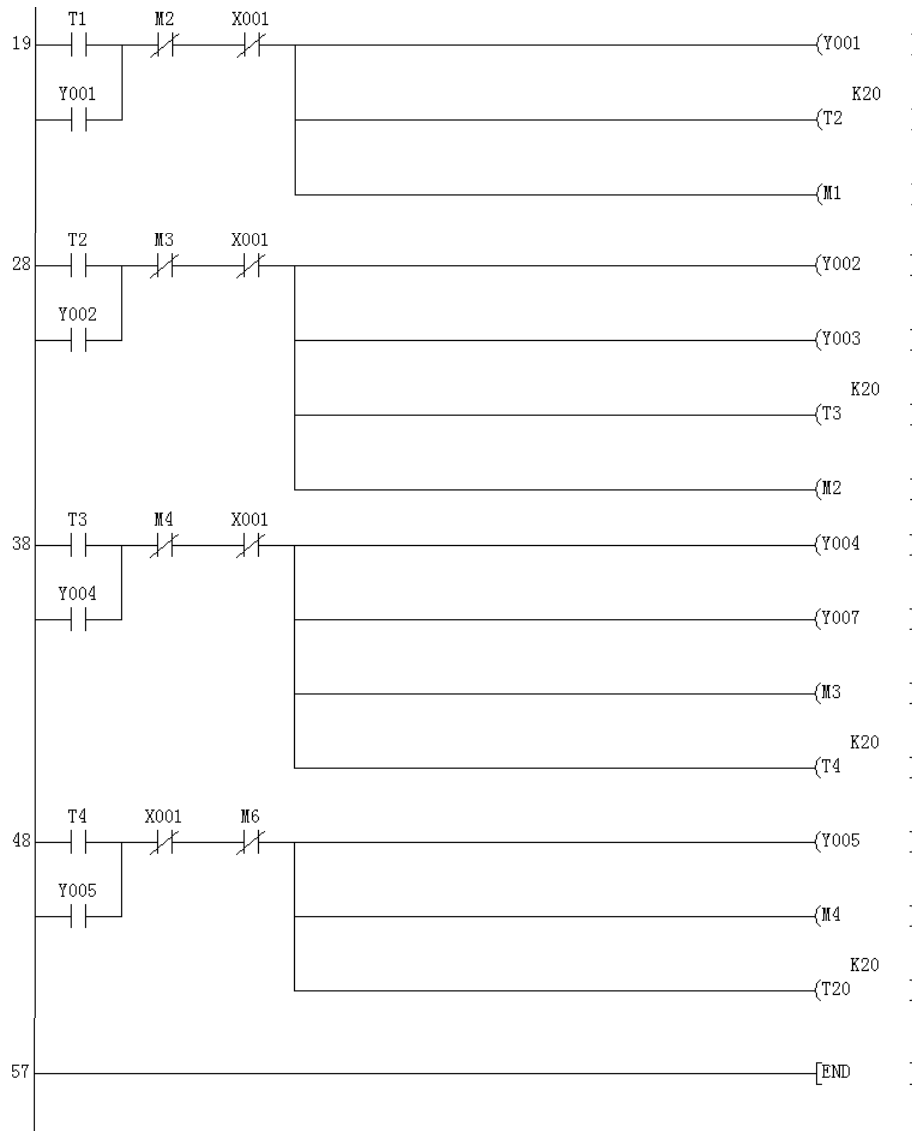 T1 M2 X001
19 (Y001
Y001 K20
(T2
(M1
T2 M3 X001
28 (Y002
Y002
(Y003
K20
(T3
(M2
T3 M4 X001
38 (Y004
Y004
(Y007
(M3
K20
(T4
T4 X001 M6
48 (Y005
Y005
(M4
K20
(T20
57 [END ]